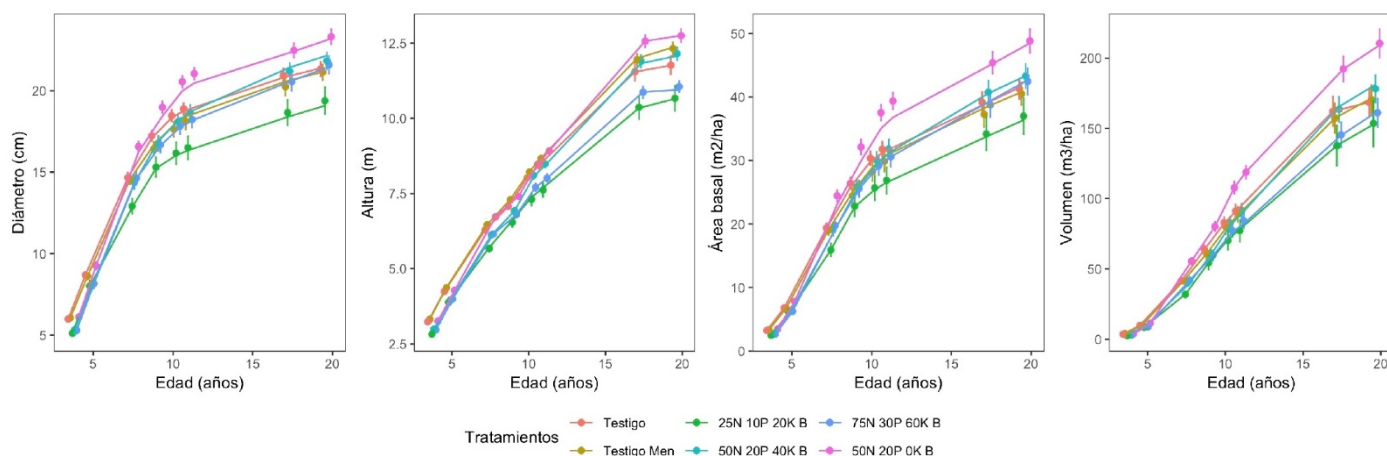 Diámetro (cm)
20
15
10
5
5
10
15
20
Edad (años)
Altura (m)
12.5
10.0
7.5
5.0
2.5
5
10
15
20
Edad (años)
Área basal (m2/ha)
50
40
30
20
10
0
5
10
15
20
Edad (años)
Volumen (m3/ha)
200
150
100
50
0
5
10
15
20
Edad (años)
Tratamientos
Testigo
25N 10P 20K B
75N 30P 60K B
Testigo Men
50N 20P 40K B
50N 20P 0K B